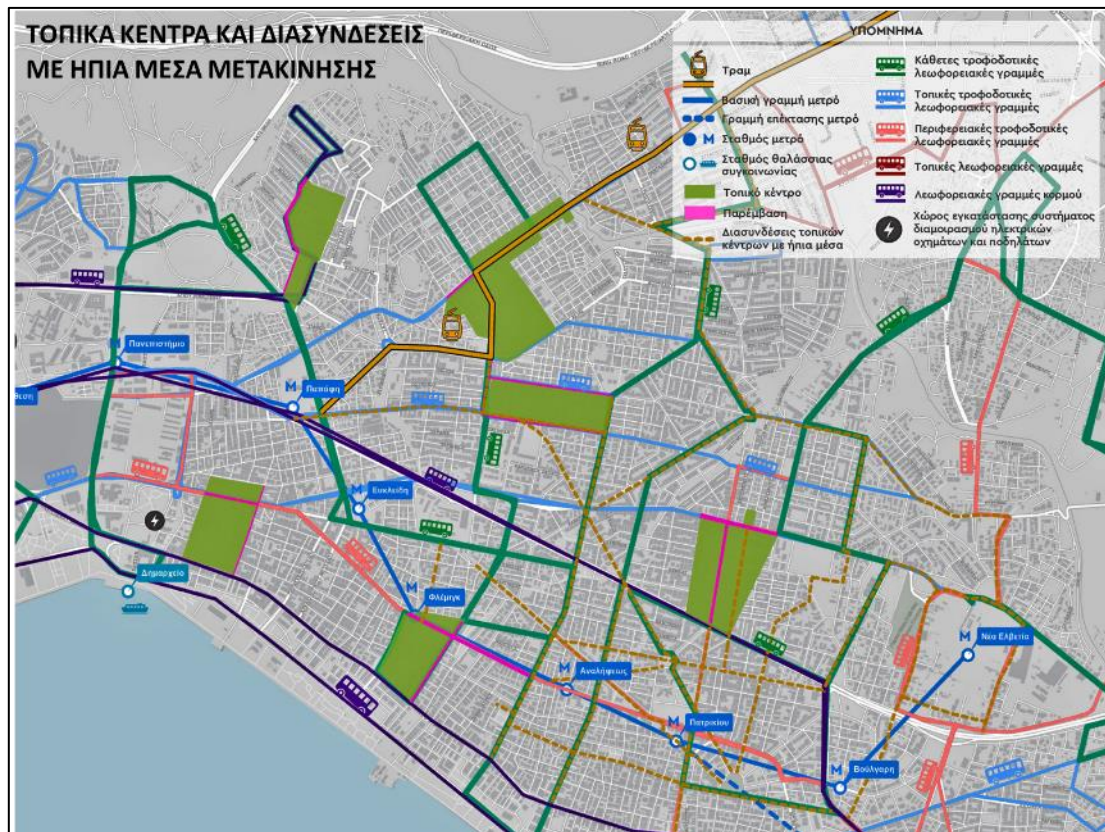 ΤΟΠΙΚΑ ΚΕΝΤΡΑ ΚΑΙ ΔΙΑΣΥΝΔΕΣΕΙΣ
ΜΕ ΗΠΙΑ ΜΕΣΑ ΜΕΤΑΚΙΝΗΣΗΣ
ΥΠΟΜΝΗΜΑ
Τραμ
Βασική γραμμή μετρό
Γραμμή επέκτασης μετρό
M Σταθμός μετρό
Σταθμός θαλάσσιας
συγκοινωνίας
Τοπικό κέντρο
Παρέμβαση
Διασυνδέσεις τοπικών
κέντρων με ήπια μέσα
Κάθετες τροφοδοτικές
λεωφορειακές γραμμές
Τοπικές τροφοδοτικές
λεωφορειακές γραμμές
Περιφερειακές τροφοδοτικές
λεωφορειακές γραμμές
Τοπικές λεωφορειακές γραμμές
Λεωφορειακές γραμμές κορμού
Χώρος εγκατάστασης συστήματος
διαμοιρασμού ηλεκτρικών
οχημάτων και ποδηλάτων
M Πανεπιστήμιο
M Παπάφη
θεση
M Ευκλείδη
Δημαρχείο
M Φλέμιγκ
M Αναλήψεως
M Πατρικίου
M Βούλγαρη
M Νέα Ελβετία